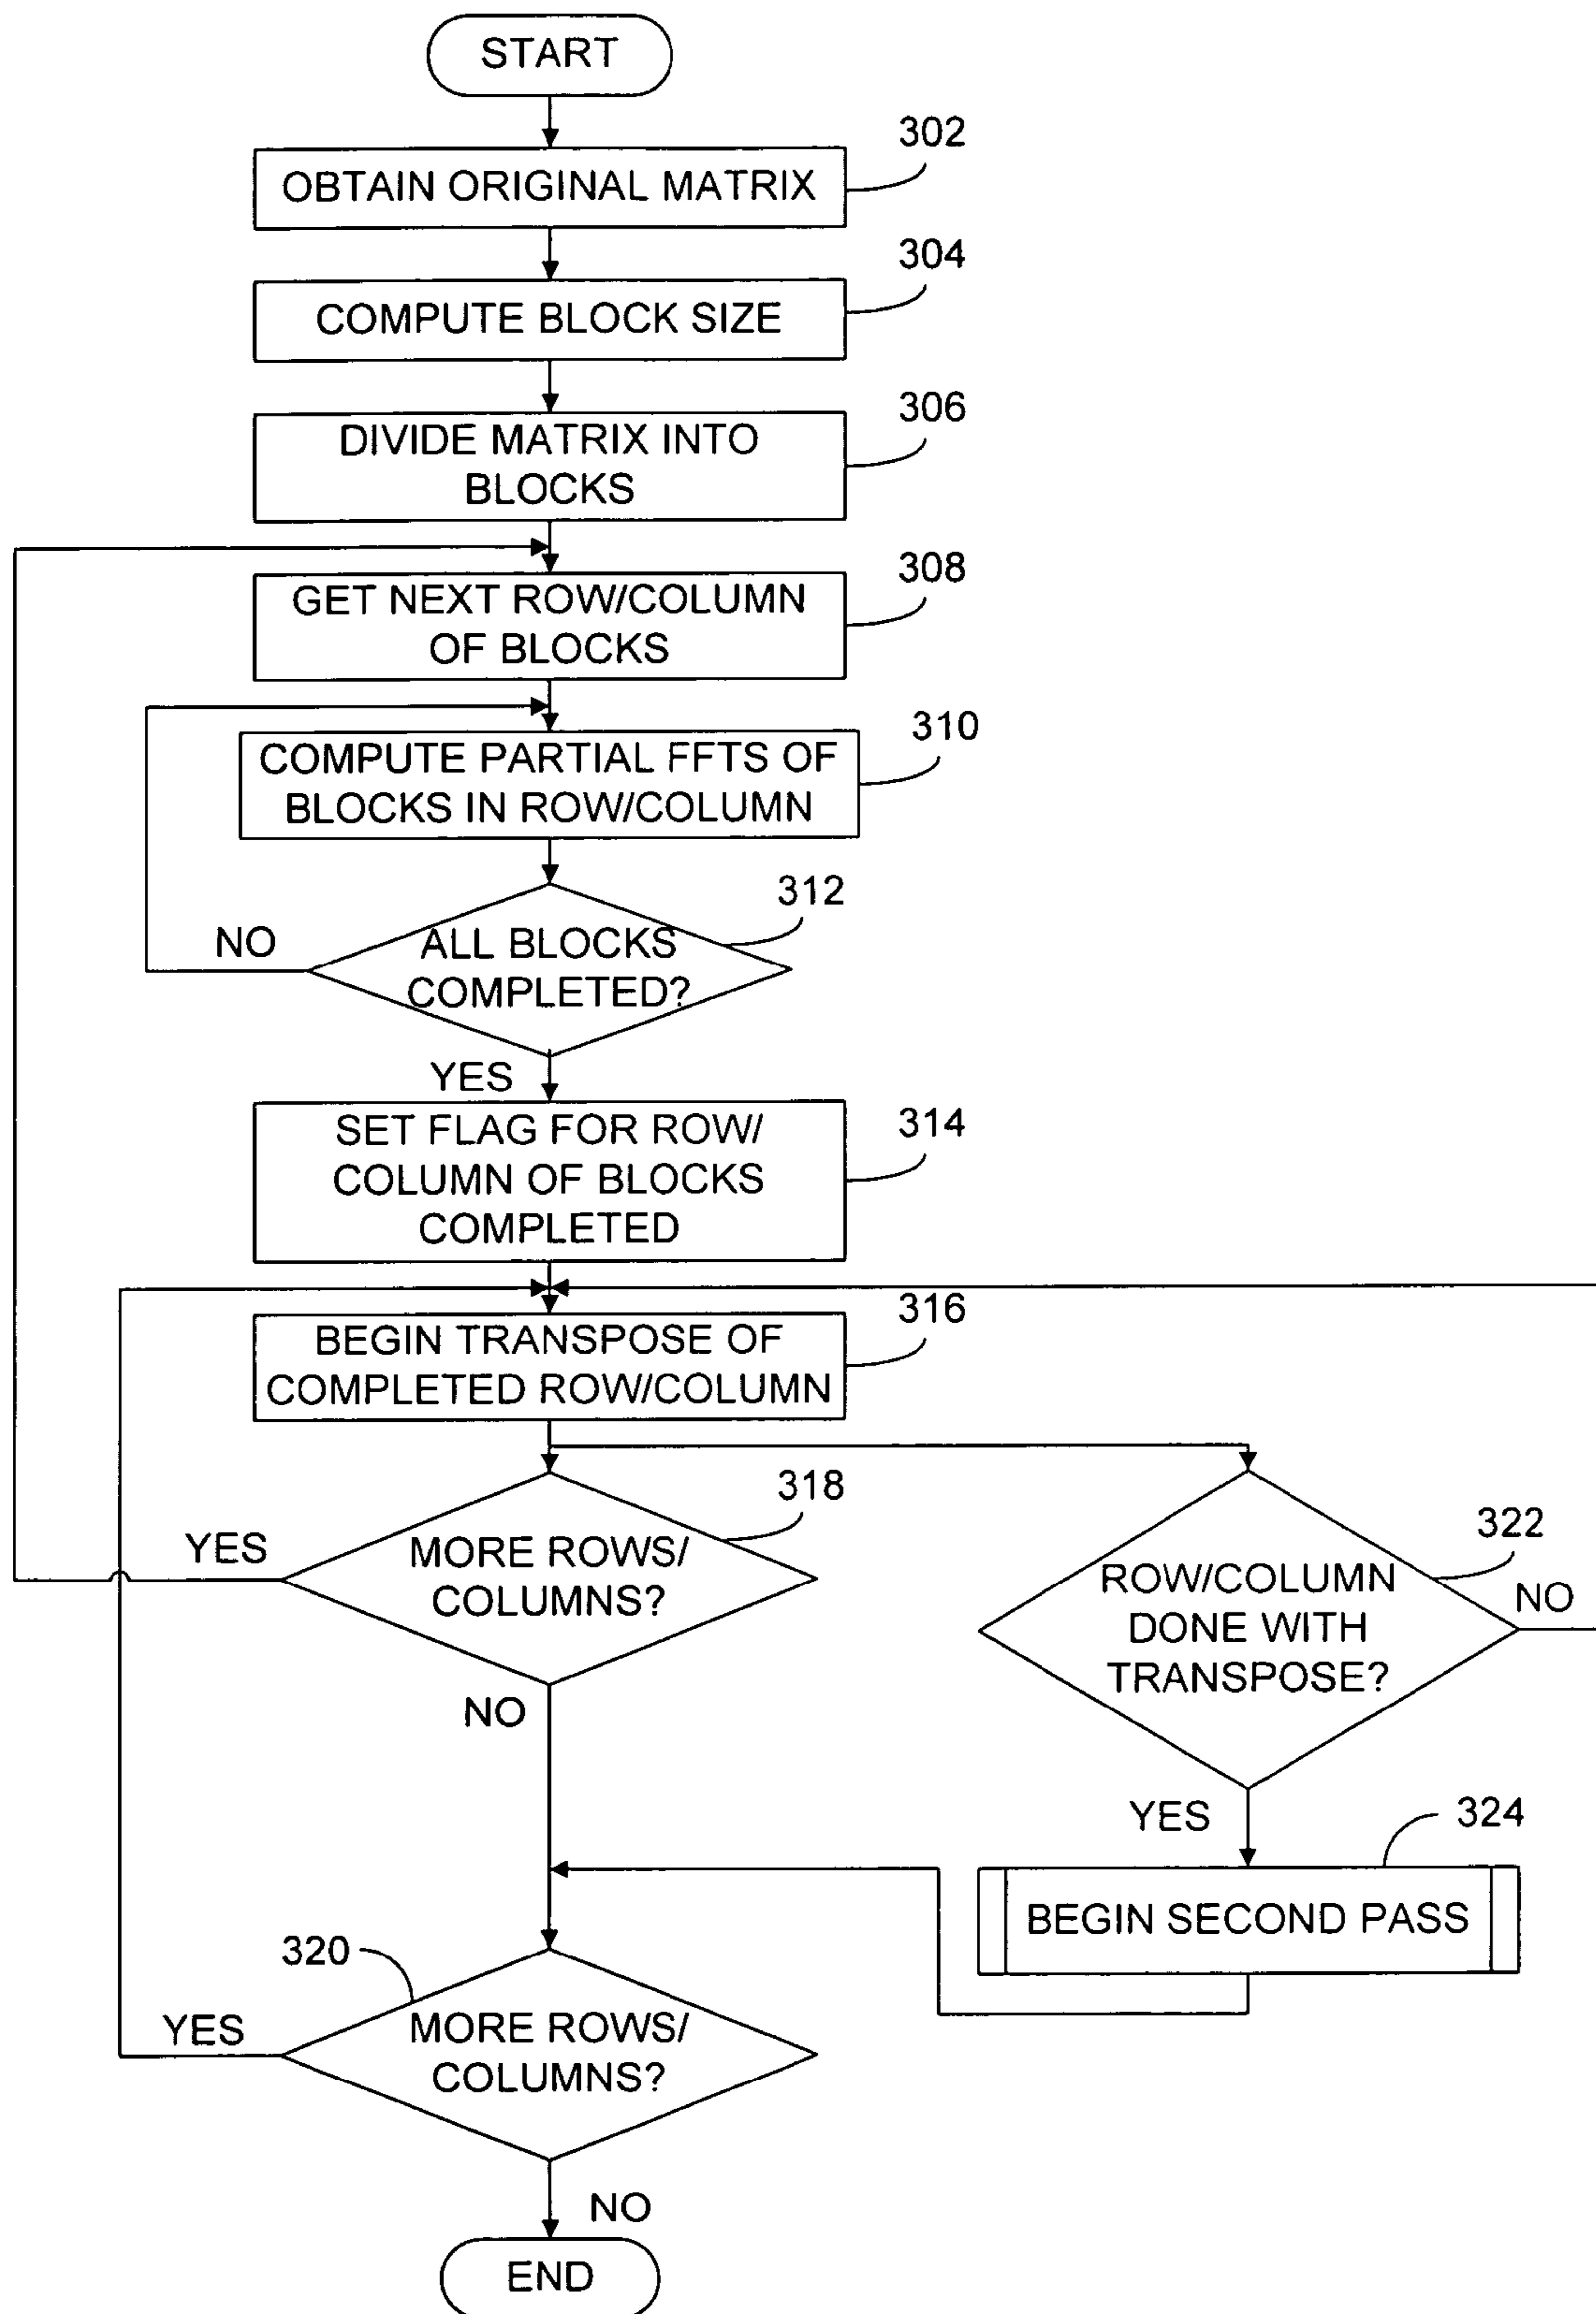 START
302
OBTAIN ORIGINAL MATRIX
304
COMPUTE BLOCK SIZE
306
DIVIDE MATRIX INTO
BLOCKS
308
GET NEXT ROW/COLUMN
OF BLOCKS
310
COMPUTE PARTIAL FFTS OF
BLOCKS IN ROW/COLUMN
312
NO
ALL BLOCKS
COMPLETED?
YES
314
SET FLAG FOR ROW/
COLUMN OF BLOCKS
COMPLETED
316
BEGIN TRANSPOSE OF
COMPLETED ROW/COLUMN
318
YES
MORE ROWS/
COLUMNS?
NO
322
ROW/COLUMN
DONE WITH
TRANSPOSE?
NO
YES
324
BEGIN SECOND PASS
320
YES
MORE ROWS/
COLUMNS?
NO
END